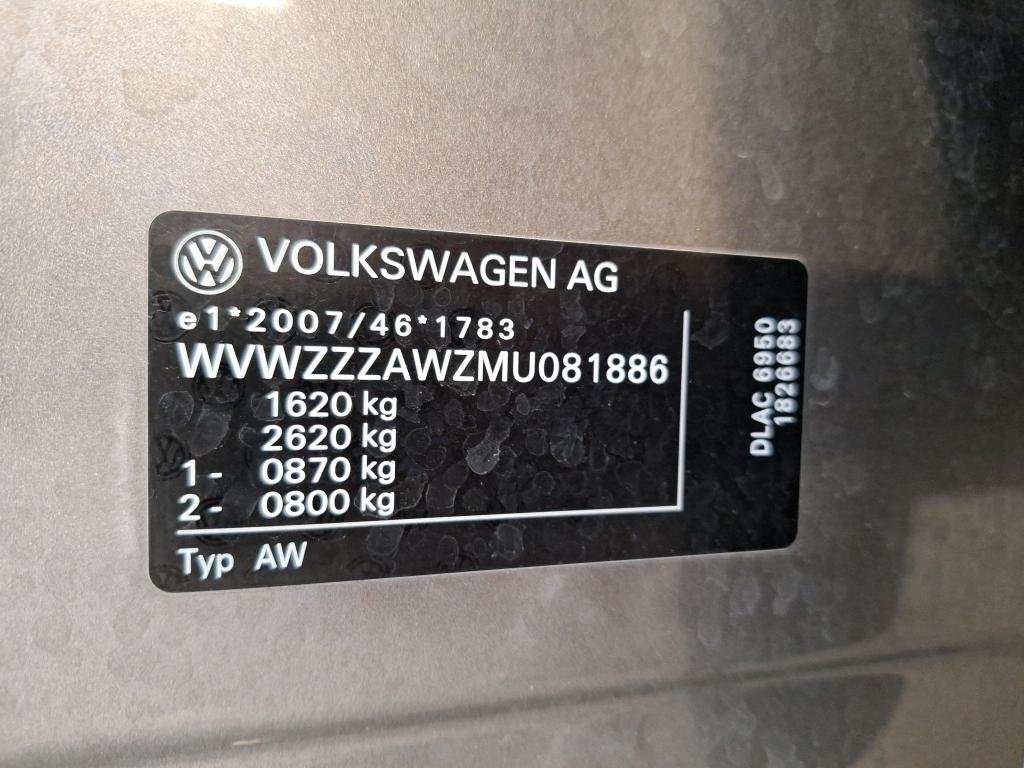 VOLKSWAGEN AG
e1*2007/46*1783
WVWZZZAWZMU081886
1620 kg
2620 kg
1- 0870 kg
2- 0800 kg
Typ AW
DLAC 6950
1826683